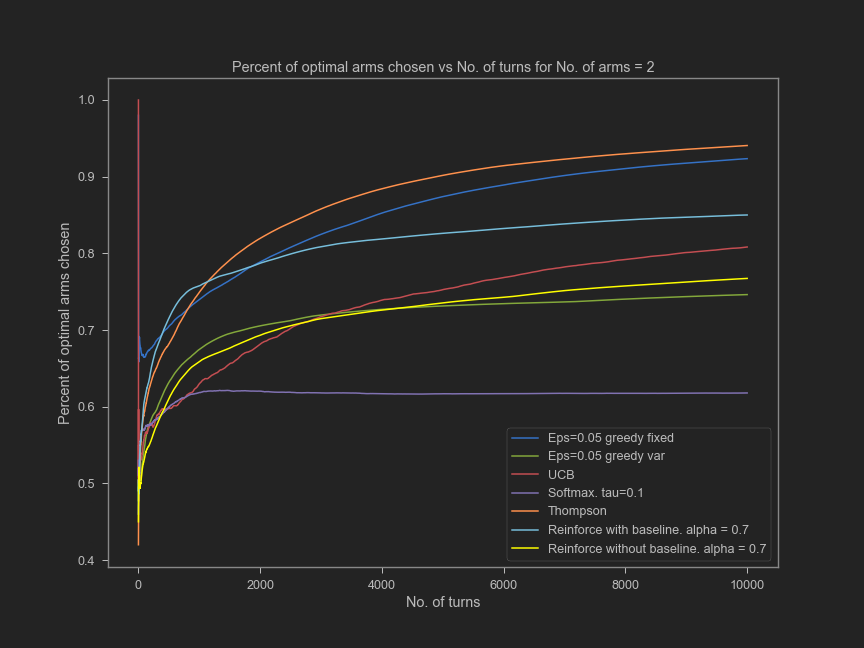 Percent of optimal arms chosen vs No. of turns for No. of arms = 2
Percent of optimal arms chosen
1.0
0.9
0.8
0.7
0.6
0.5
0.4
Eps=0.05 greedy fixed
Eps=0.05 greedy var
UCB
Softmax. tau=0.1
Thompson
Reinforce with baseline. alpha = 0.7
Reinforce without baseline. alpha = 0.7
0 2000 4000 6000 8000 10000
No. of turns